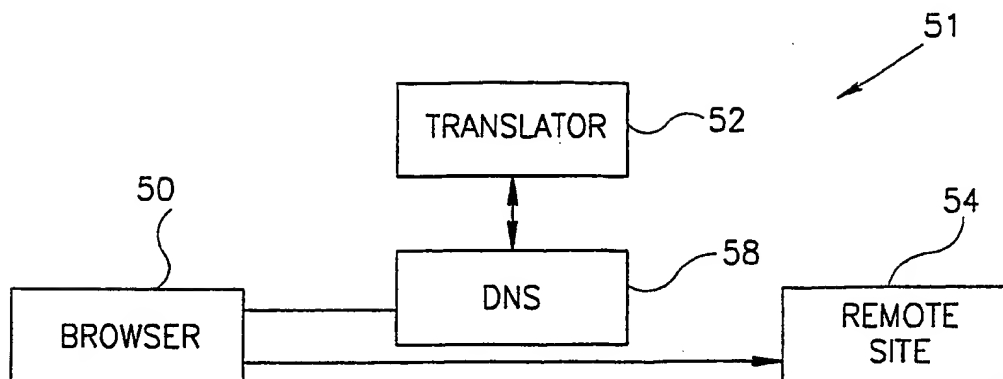 51
TRANSLATOR
52
50
54
58
DNS
BROWSER
REMOTE
SITE